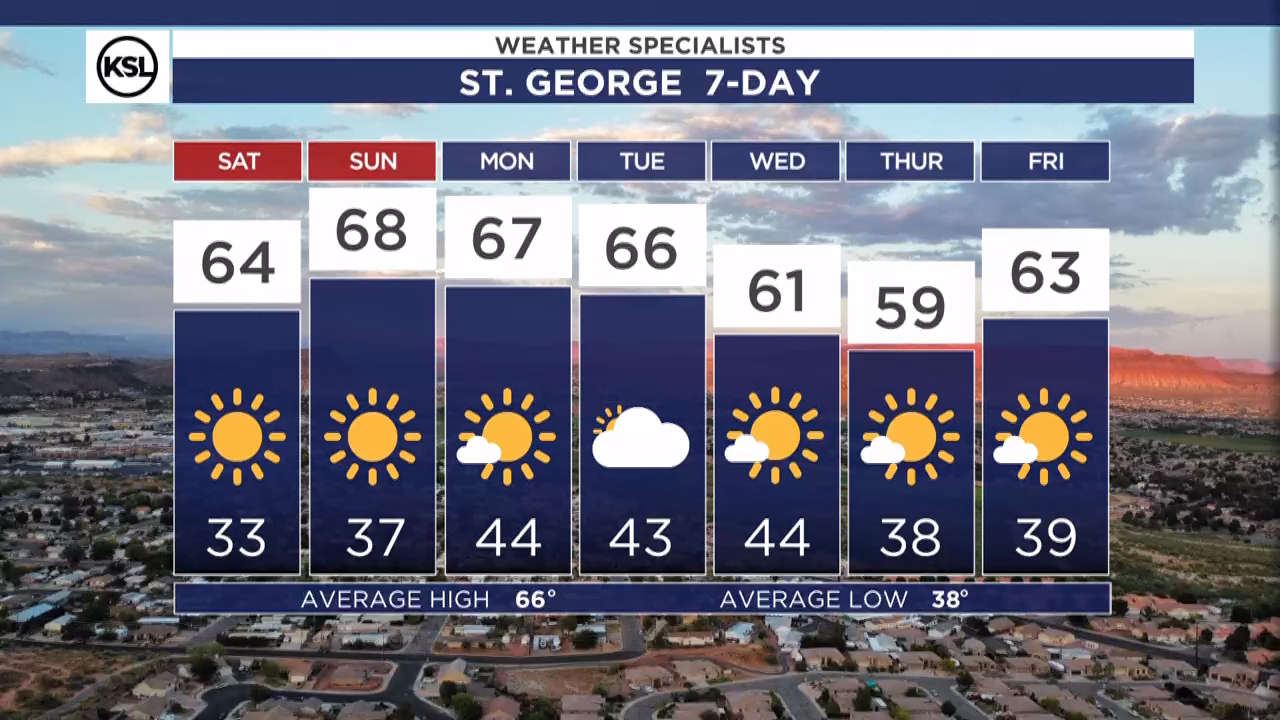 KSL
WEATHER SPECIALISTS
ST. GEORGE 7-DAY
SAT SUN MON TUE WED THUR FRI
64 68 67 66 61 59 63
33 37 44 43 44 38 39
AVERAGE HIGH 66° AVERAGE LOW 38°